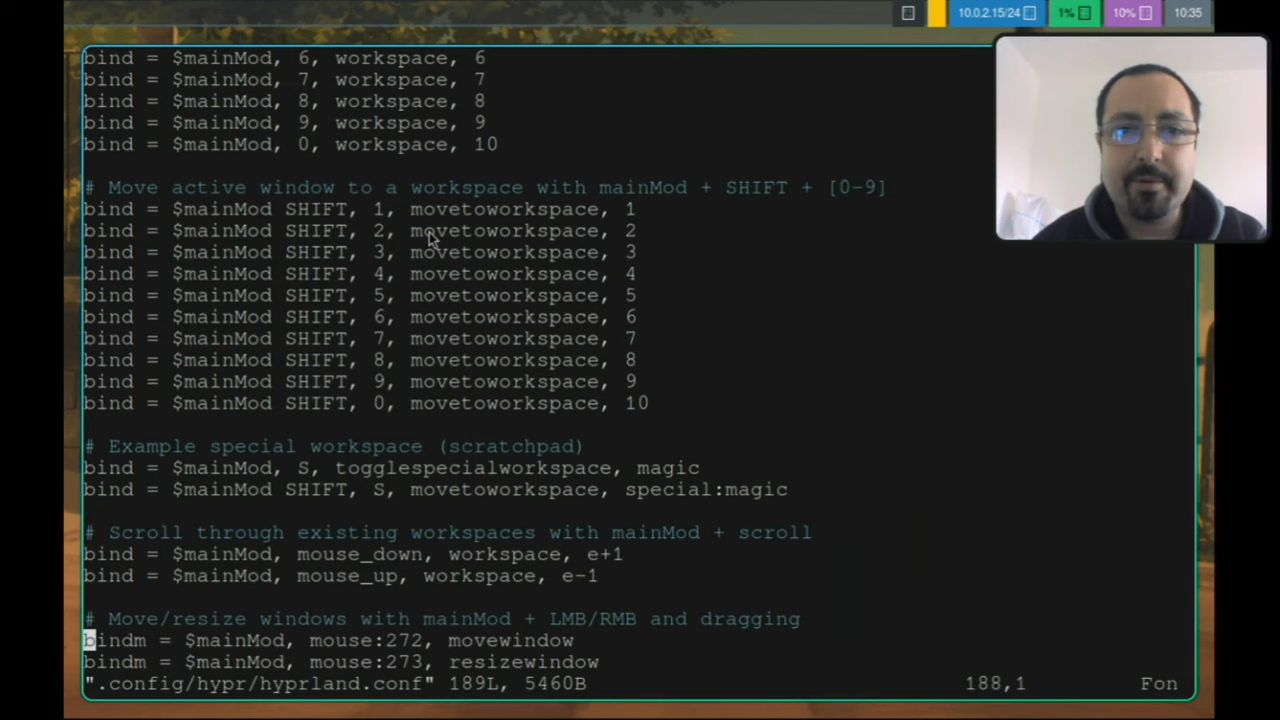 10.0.2.15/24 1% 10% 10:35
bind = $mainMod, 6, workspace, 6
bind = $mainMod, 7, workspace, 7
bind = $mainMod, 8, workspace, 8
bind = $mainMod, 9, workspace, 9
bind = $mainMod, 0, workspace, 10
# Move active window to a workspace with mainMod + SHIFT + [0-9]
bind = $mainMod SHIFT, 1, movetoworkspace, 1
bind = $mainMod SHIFT, 2, movetoworkspace, 2
bind = $mainMod SHIFT, 3, movetoworkspace, 3
bind = $mainMod SHIFT, 4, movetoworkspace, 4
bind = $mainMod SHIFT, 5, movetoworkspace, 5
bind = $mainMod SHIFT, 6, movetoworkspace, 6
bind = $mainMod SHIFT, 7, movetoworkspace, 7
bind = $mainMod SHIFT, 8, movetoworkspace, 8
bind = $mainMod SHIFT, 9, movetoworkspace, 9
bind = $mainMod SHIFT, 0, movetoworkspace, 10
# Example special workspace (scratchpad)
bind = $mainMod, S, togglespecialworkspace, magic
bind = $mainMod SHIFT, S, movetoworkspace, special:magic
# Scroll through existing workspaces with mainMod + scroll
bind = $mainMod, mouse_down, workspace, e+1
bind = $mainMod, mouse_up, workspace, e-1
# Move/resize windows with mainMod + LMB/RMB and dragging
bindm = $mainMod, mouse:272, movewindow
bindm = $mainMod, mouse:273, resizewindow
".config/hypr/hyprland.conf" 189L, 5460B 188,1 Fon